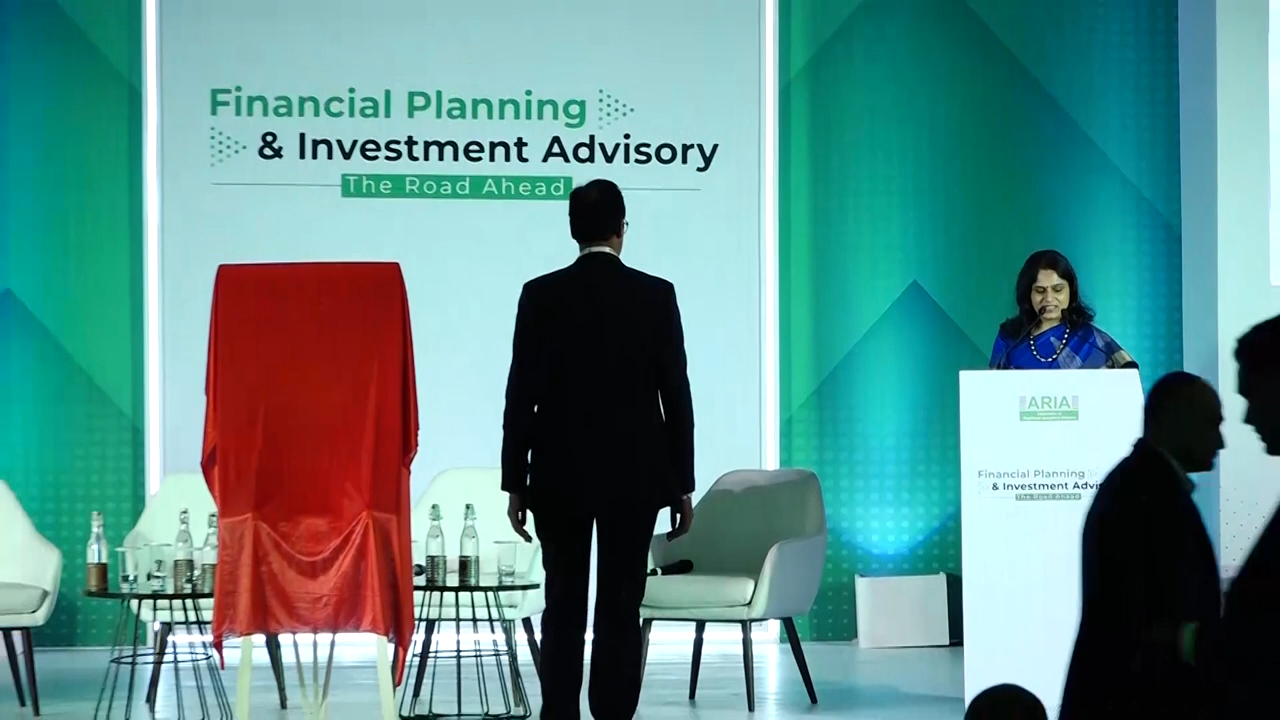 Financial Planning
& Investment Advisory
The Road Ahead
ARIA
Financial Planning
& Investment Advis
The Road Ahead